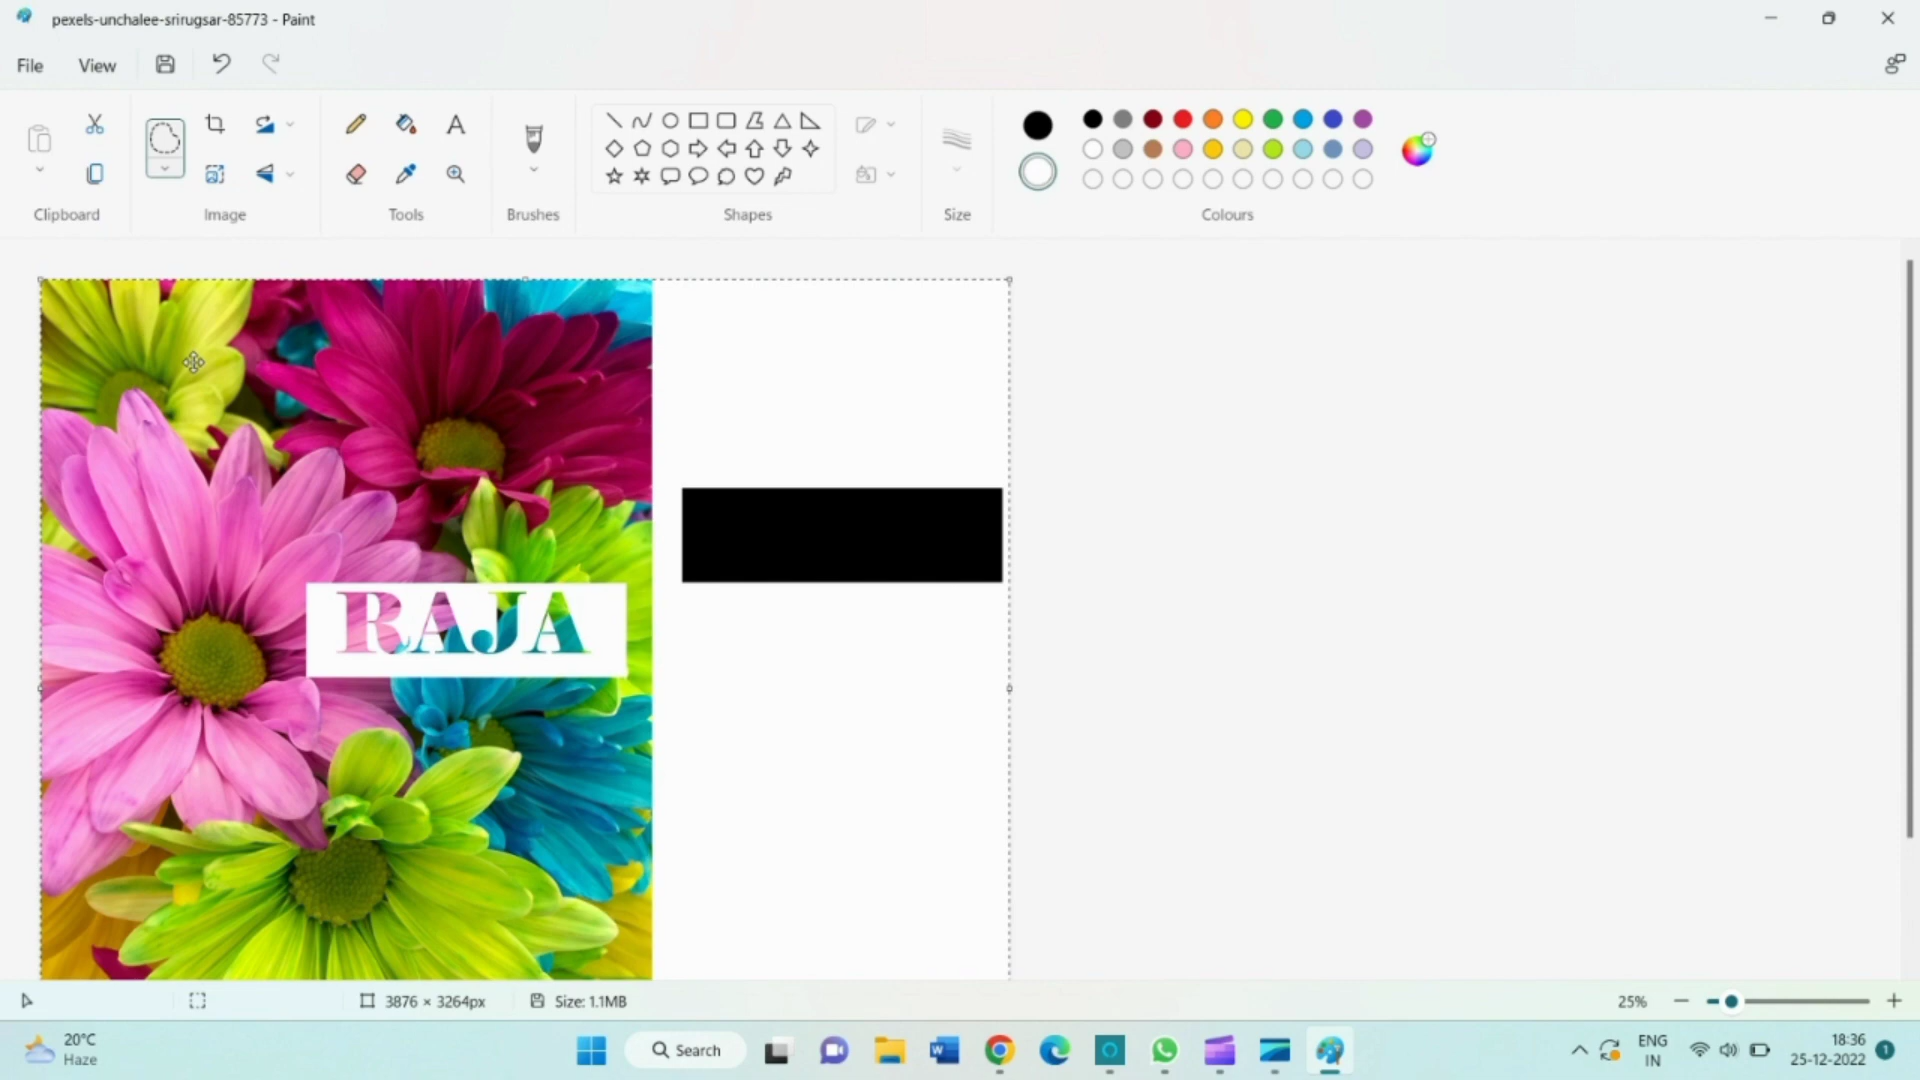 pexels-unchalee-srirugsar-85773 - Paint
File View
Clipboard Image Tools Brushes Shapes Size Colours
RAJA
3876 × 3264px Size: 1.1MB 25%
20°C
Haze
Search
ENG
IN
18:36
25-12-2022
1